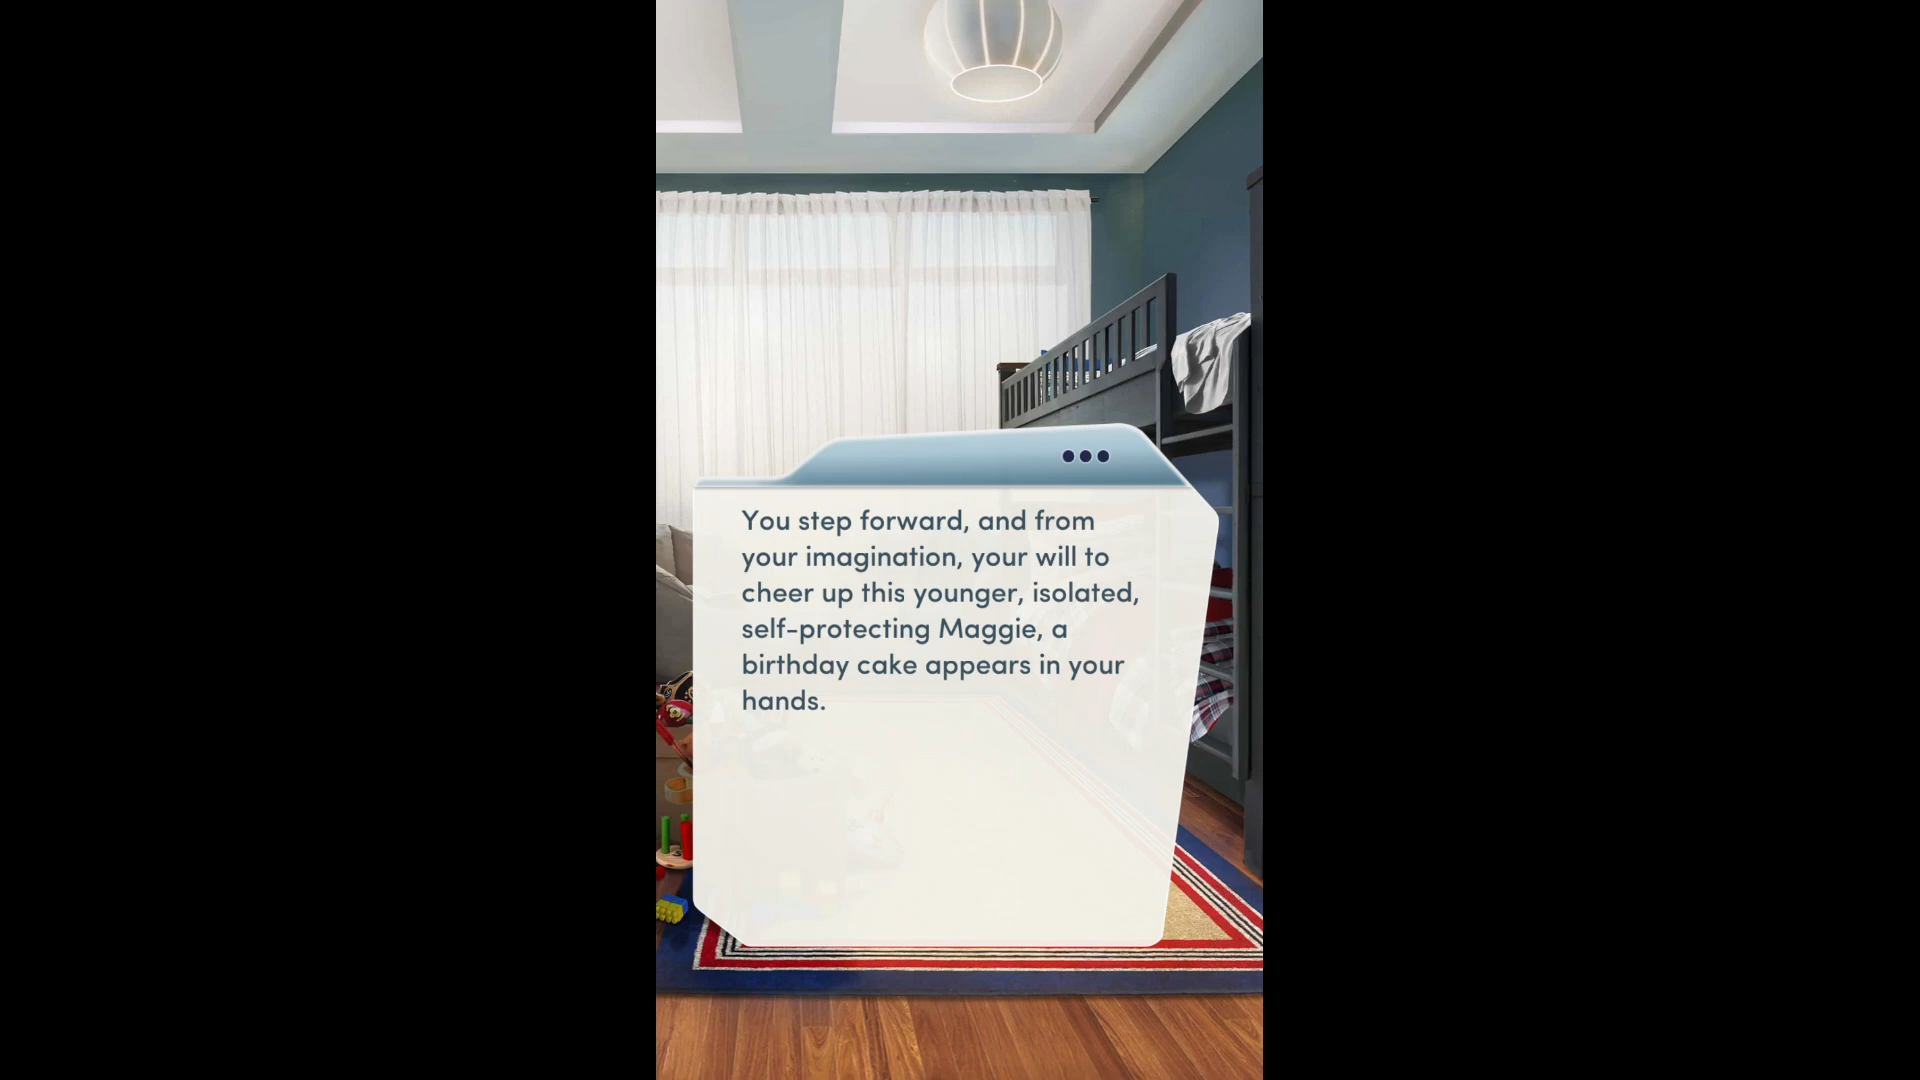 You step forward, and from
your imagination, your will to
cheer up this younger, isolated,
self-protecting Maggie, a
birthday cake appears in your
hands.